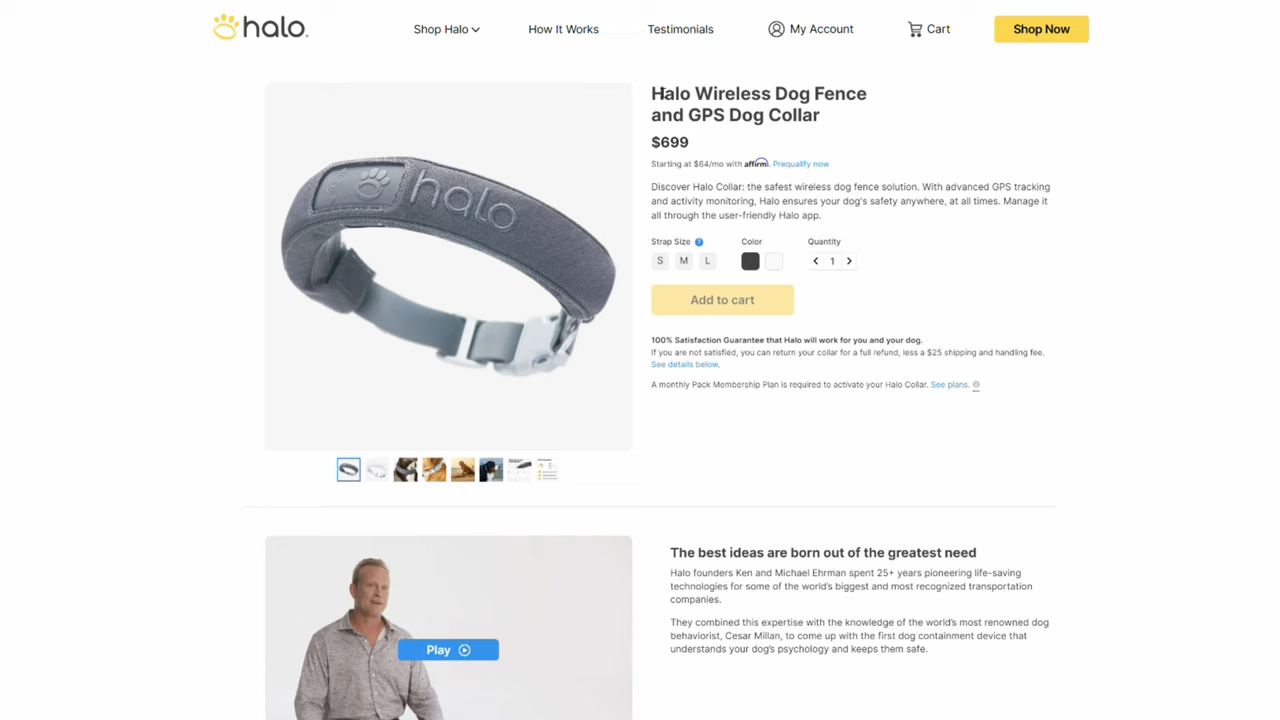 halo.
Shop Halo
How It Works
Testimonials
My Account
Cart
Shop Now
halo
Halo Wireless Dog Fence
and GPS Dog Collar
$699
Starting at $64/mo with affirm. Prequalify now
Discover Halo Collar: the safest wireless dog fence solution. With advanced GPS tracking
and activity monitoring, Halo ensures your dog's safety anywhere, at all times. Manage it
all through the user-friendly Halo app.
Strap Size ?
Color
Quantity
S M L
1
Add to cart
100% Satisfaction Guarantee that Halo will work for you and your dog.
If you are not satisfied, you can return your collar for a full refund, less a $25 shipping and handling fee.
See details below.
A monthly Pack Membership Plan is required to activate your Halo Collar. See plans.
Play
The best ideas are born out of the greatest need
Halo founders Ken and Michael Ehrman spent 25+ years pioneering life-saving
technologies for some of the world's biggest and most recognized transportation
companies.
They combined this expertise with the knowledge of the world's most renowned dog
behaviorist, Cesar Millan, to come up with the first dog containment device that
understands your dog's psychology and keeps them safe.